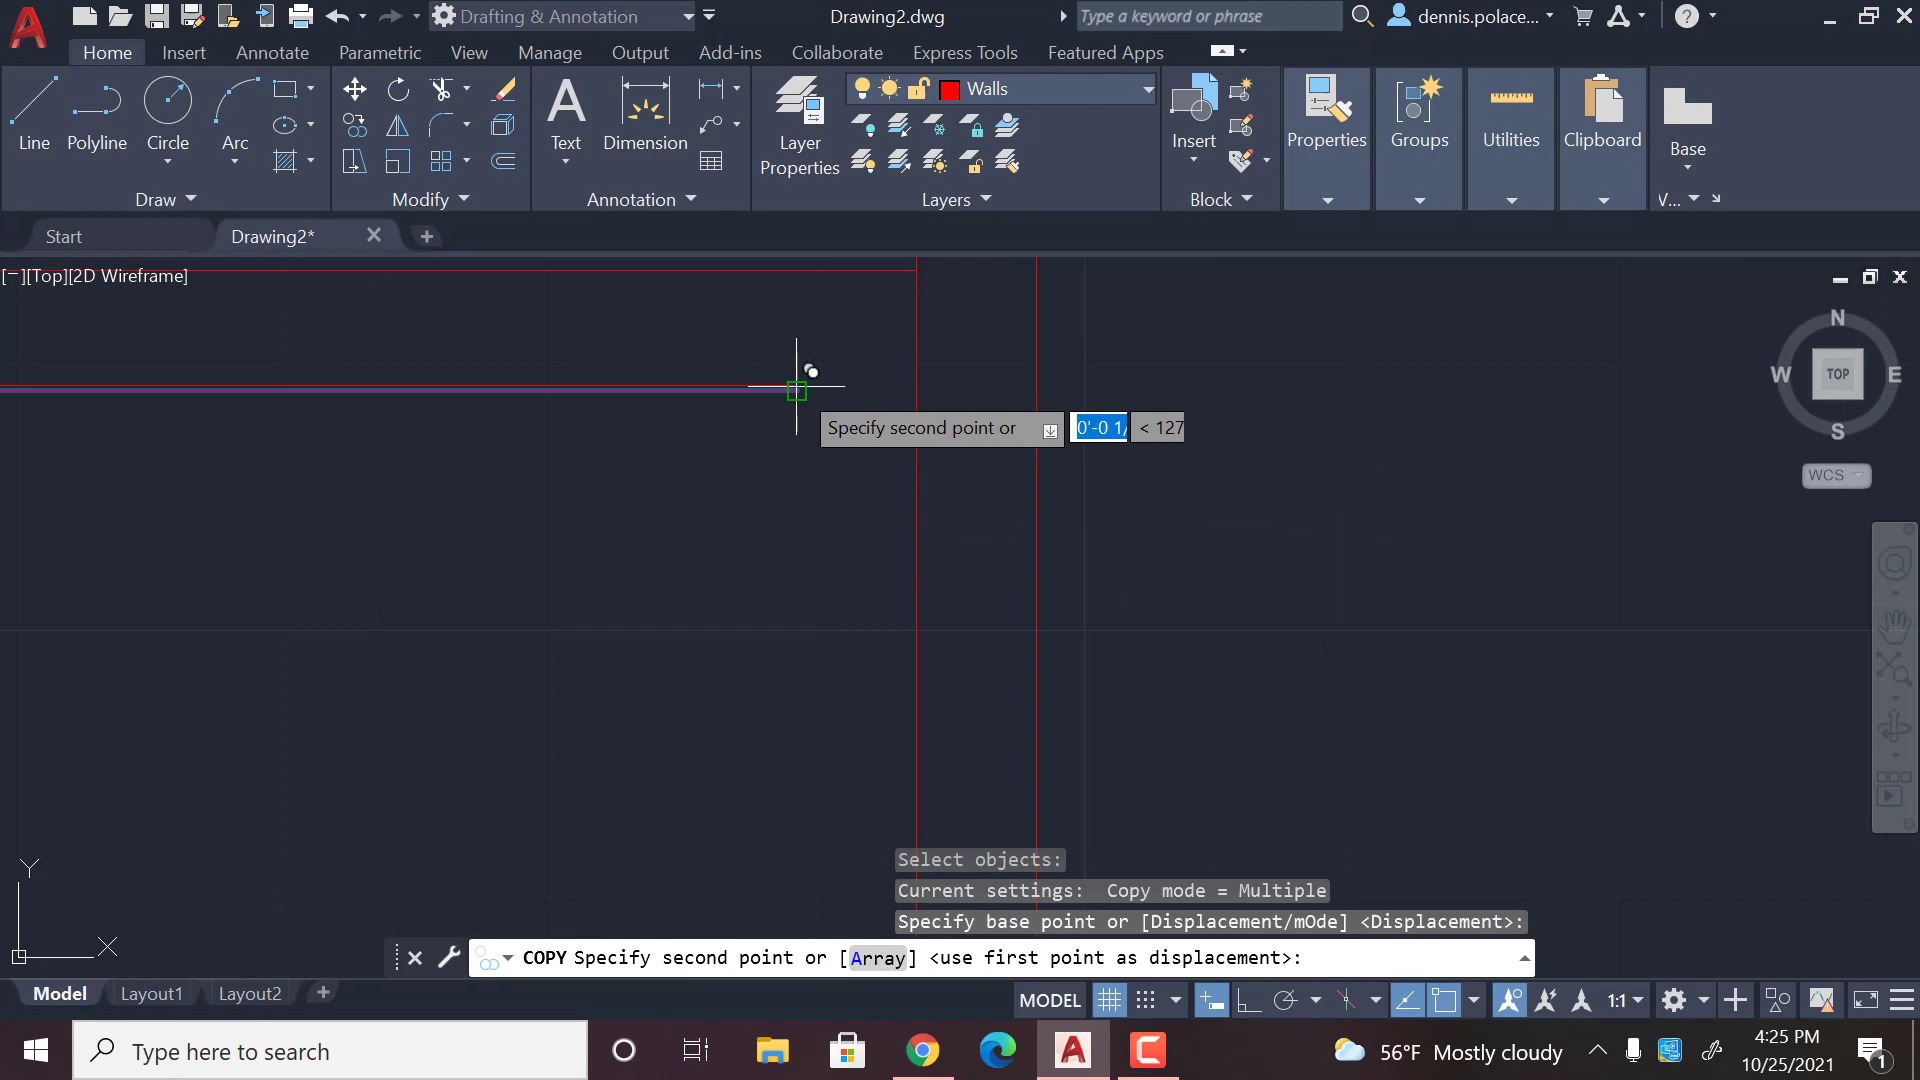 Drafting & Annotation
Drawing2.dwg
Type a keyword or phrase
dennis.polace...
Home
Insert
Annotate
Parametric
View
Manage
Output
Add-ins
Collaborate
Express Tools
Featured Apps
Line
Polyline
Circle
Arc
Text
Dimension
Layer
Properties
Walls
Insert
Properties
Groups
Utilities
Clipboard
Base
Draw
Modify
Annotation
Layers
Block
V...
Start
Drawing2*
[−][Top][2D Wireframe]
N
W
TOP
E
S
WCS
Specify second point or
0'-0 1/
< 127
Y
X
Select objects:
Current settings:  Copy mode = Multiple
Specify base point or [Displacement/mOde] <Displacement>:
COPY Specify second point or [Array] <use first point as displacement>:
Model
Layout1
Layout2
MODEL
1:1
Type here to search
56°F Mostly cloudy
4:25 PM
10/25/2021
1